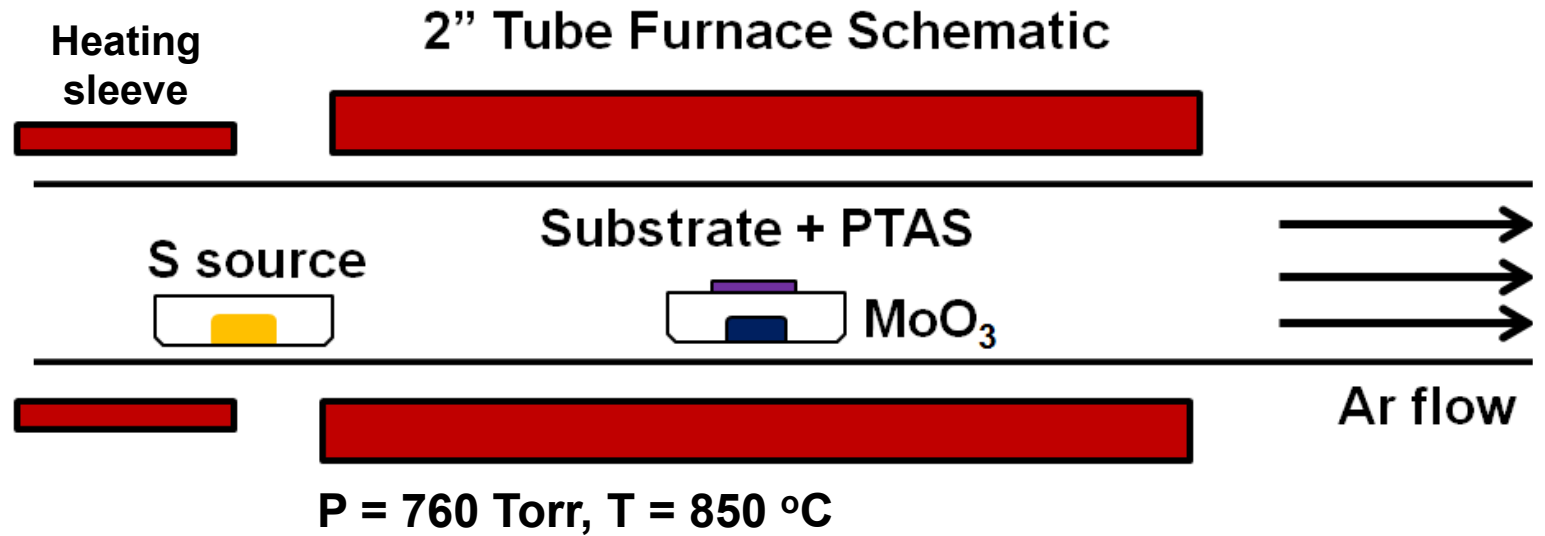 2” Tube Furnace Schematic
Heating
sleeve
Substrate + PTAS
S source
MoO₃
Ar flow
P = 760 Torr, T = 850 ºC